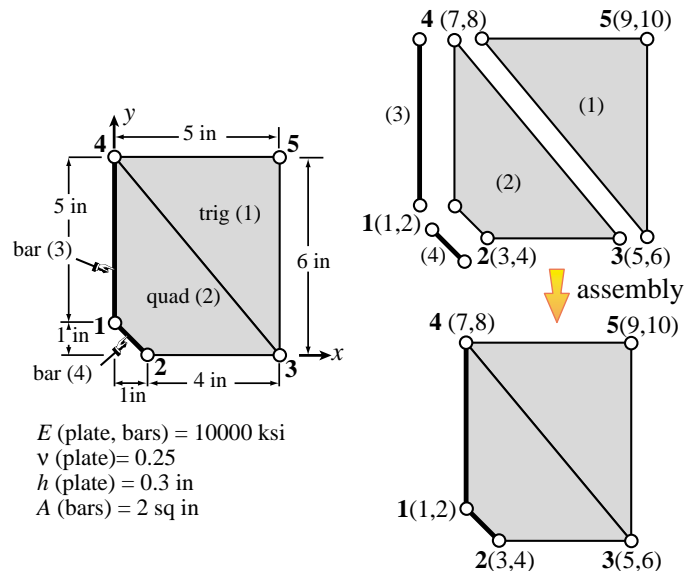 4 (7,8)
5(9,10)
(1)
(3)
(2)
1(1,2)
(4)
2(3,4)
3(5,6)
y
5 in
4
5
5 in
trig (1)
bar (3)
6 in
quad (2)
1
1 in
2
3
x
bar (4)
1in
4 in
E (plate, bars) = 10000 ksi
ν (plate)= 0.25
h (plate) = 0.3 in
A (bars) = 2 sq in
assembly
4 (7,8)
5(9,10)
1(1,2)
2(3,4)
3(5,6)